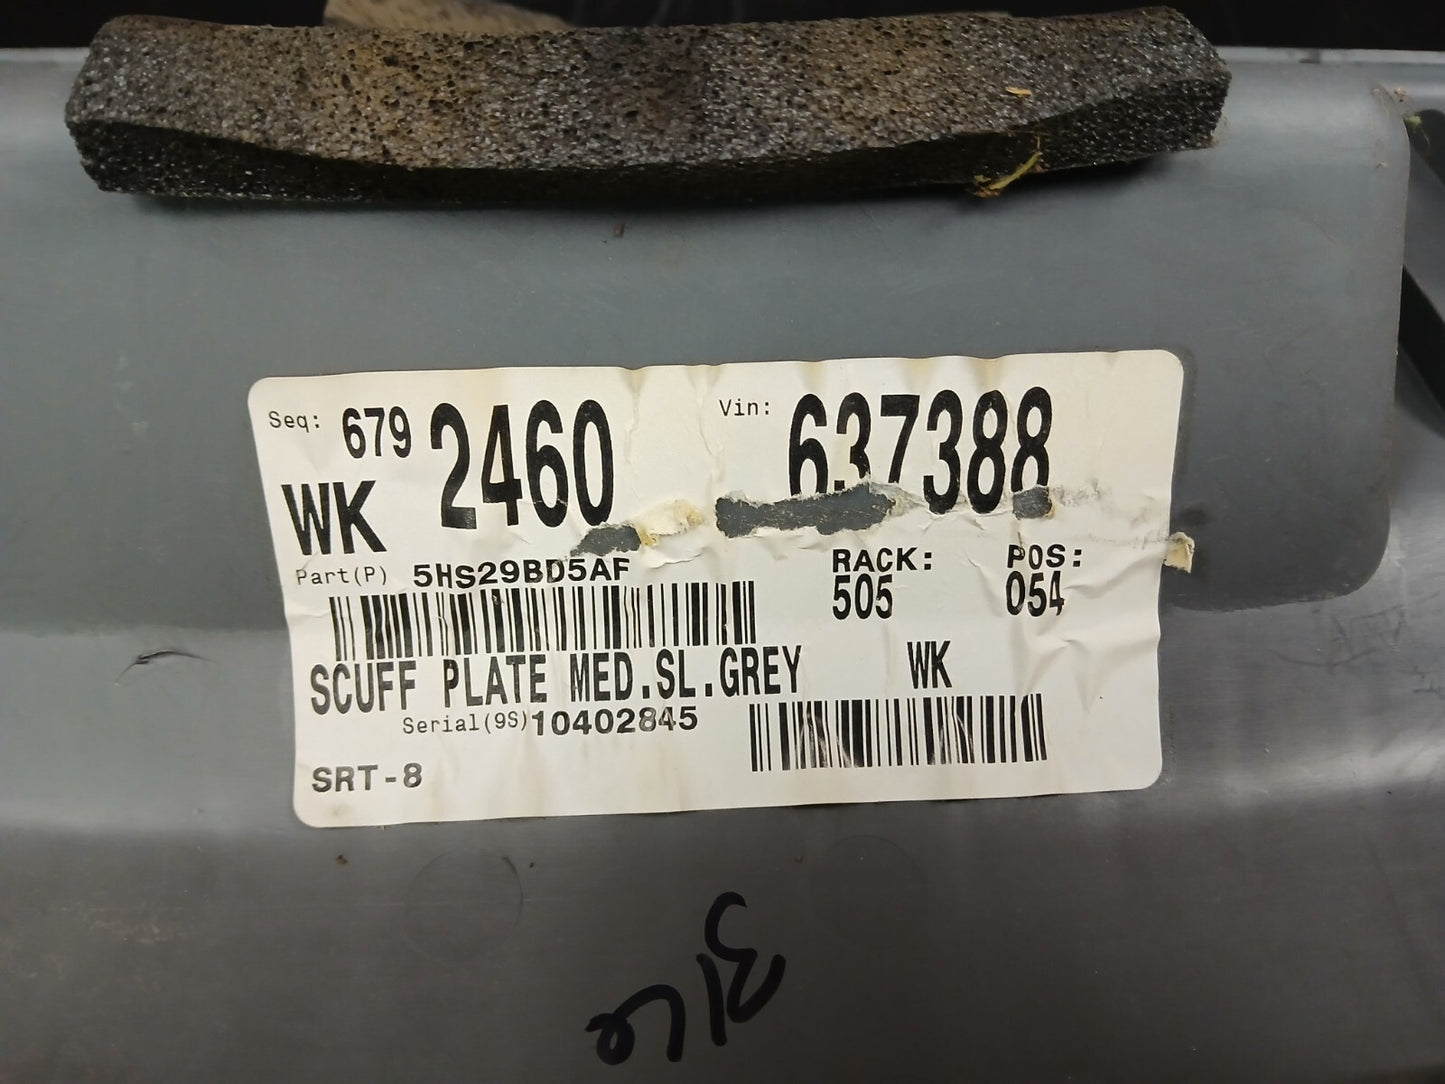 Seq: 679 2460 Vin: 637388
WK
Part(P) 5HS29BD5AF RACK: POS:
505 054
SCUFF PLATE MED.SL.GREY WK
Serial(9S)10402845
SRT-8